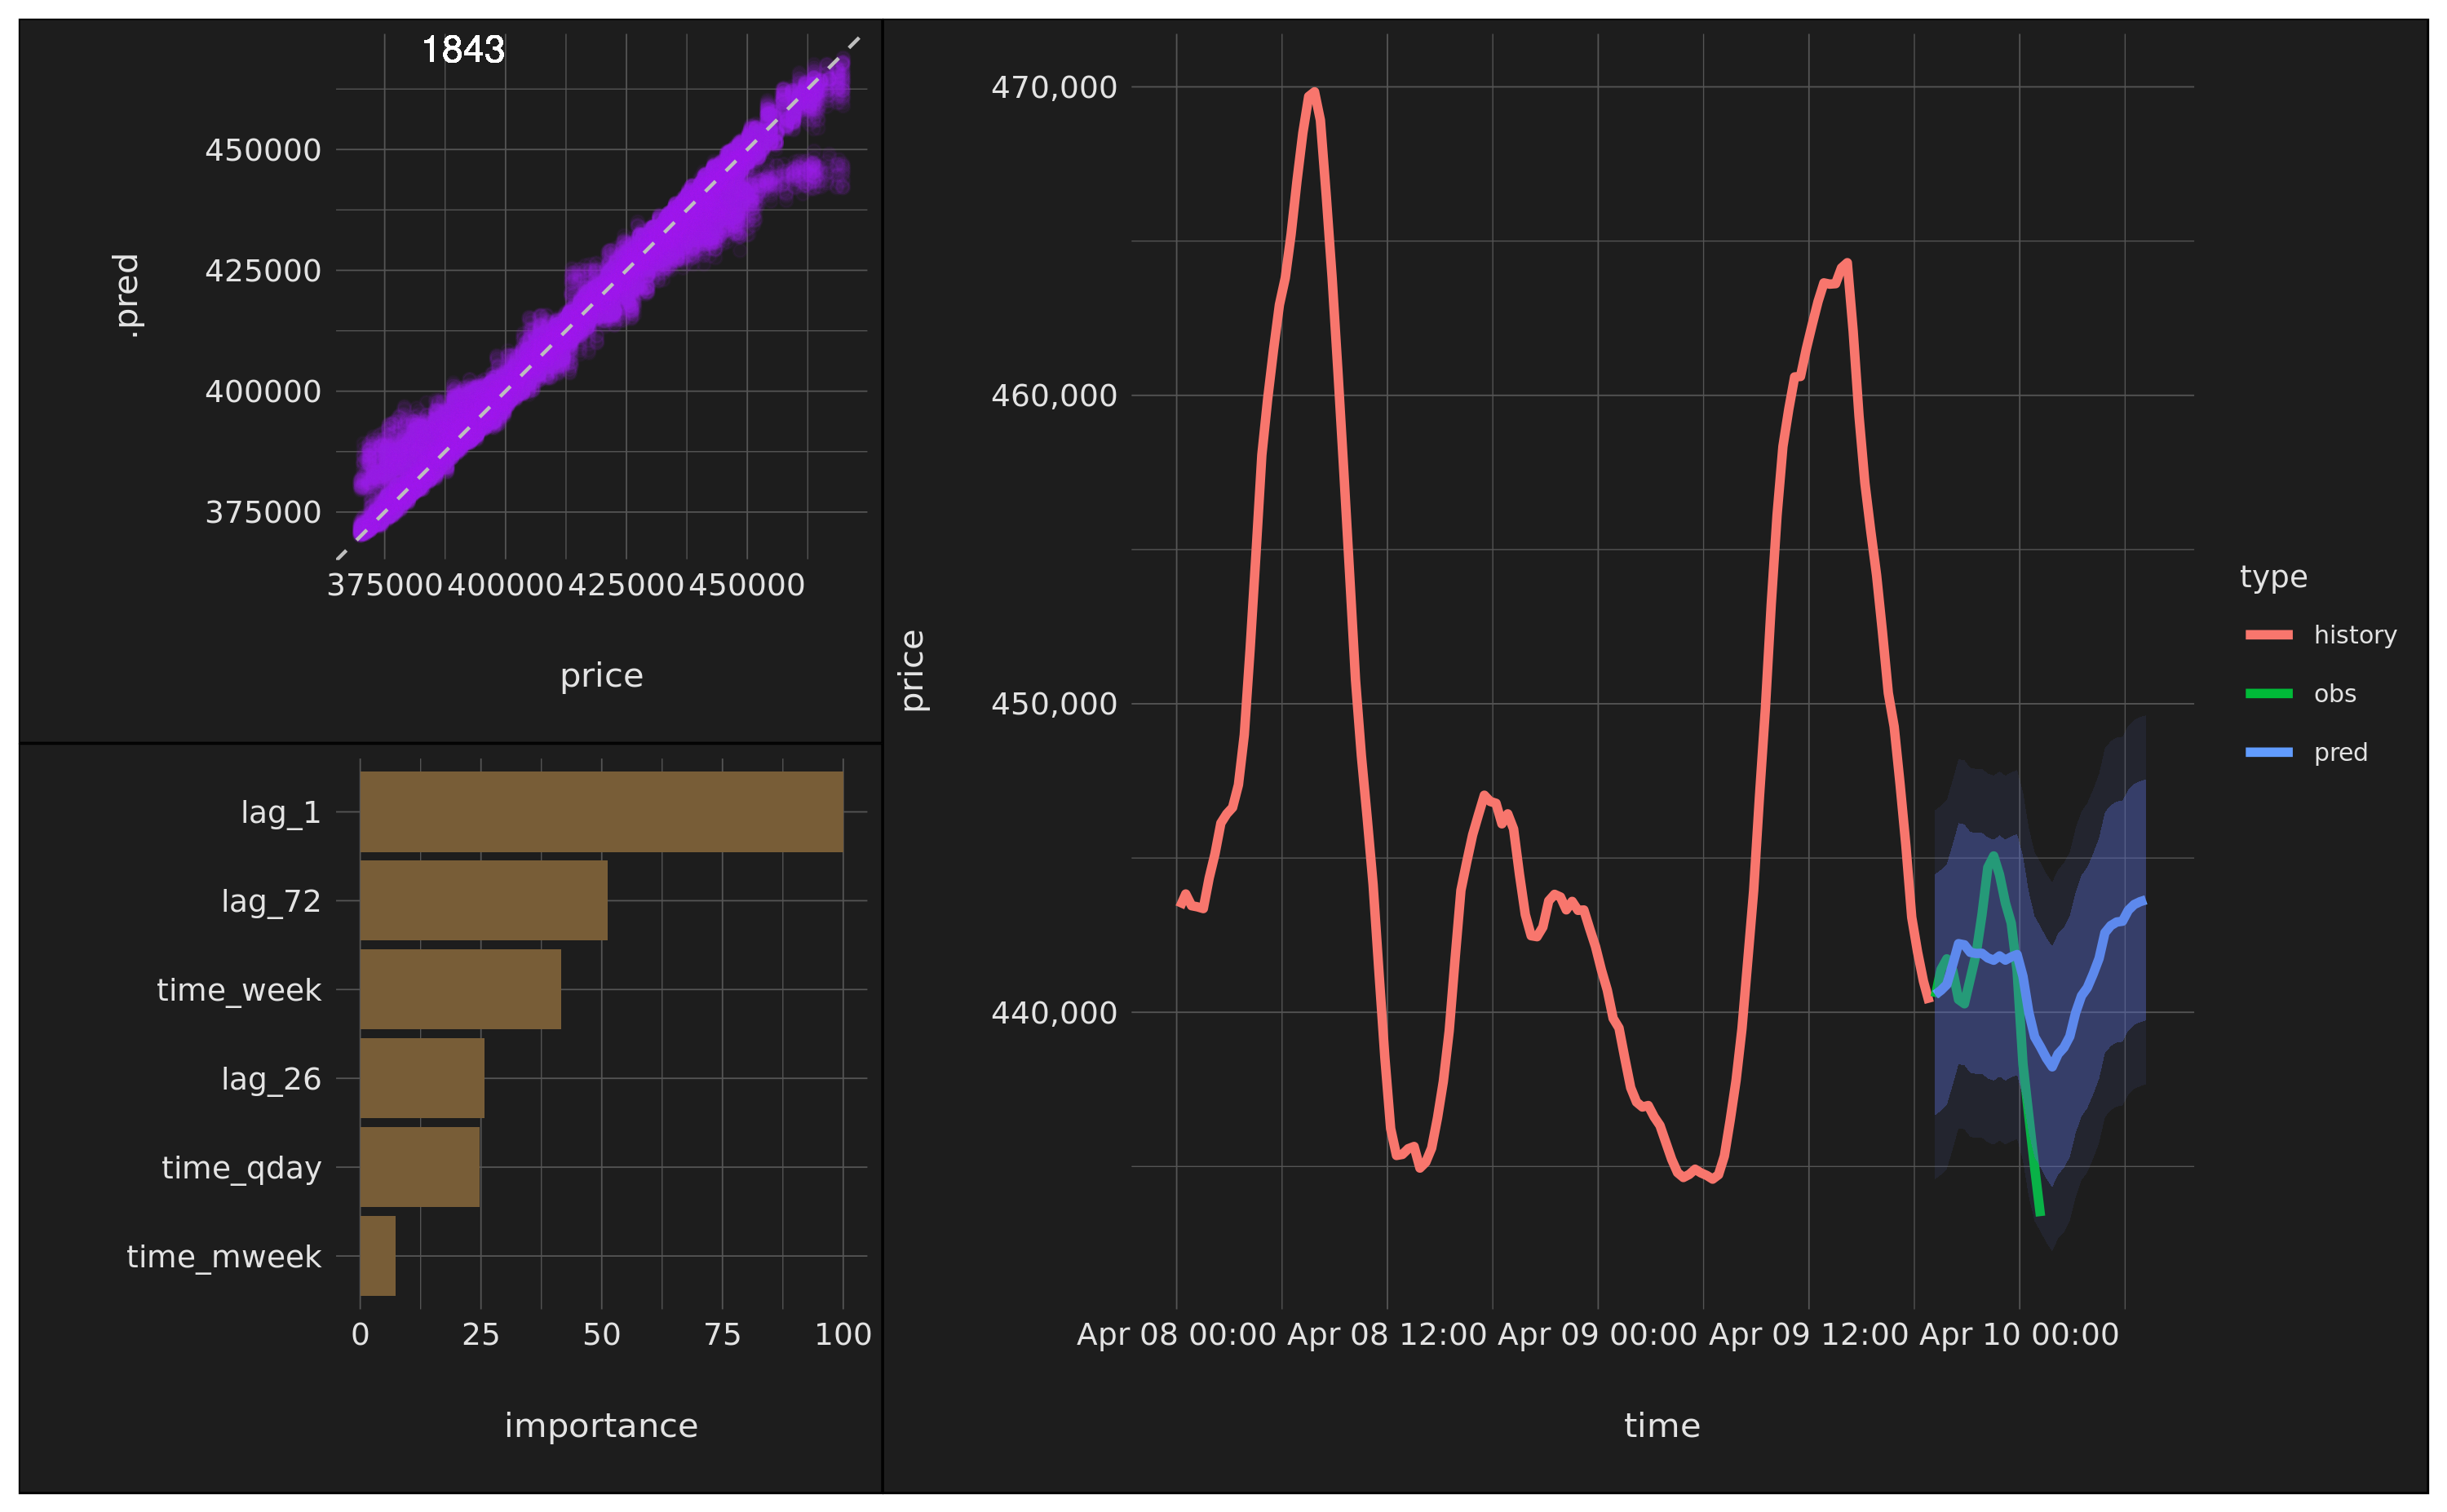 1843
.pred
450000
425000
400000
375000
375000 400000 425000 450000
price
lag_1
lag_72
time_week
lag_26
time_qday
time_mweek
0 25 50 75 100
importance
price
470,000
460,000
450,000
440,000
Apr 08 00:00 Apr 08 12:00 Apr 09 00:00 Apr 09 12:00 Apr 10 00:00
time
type
history
obs
pred